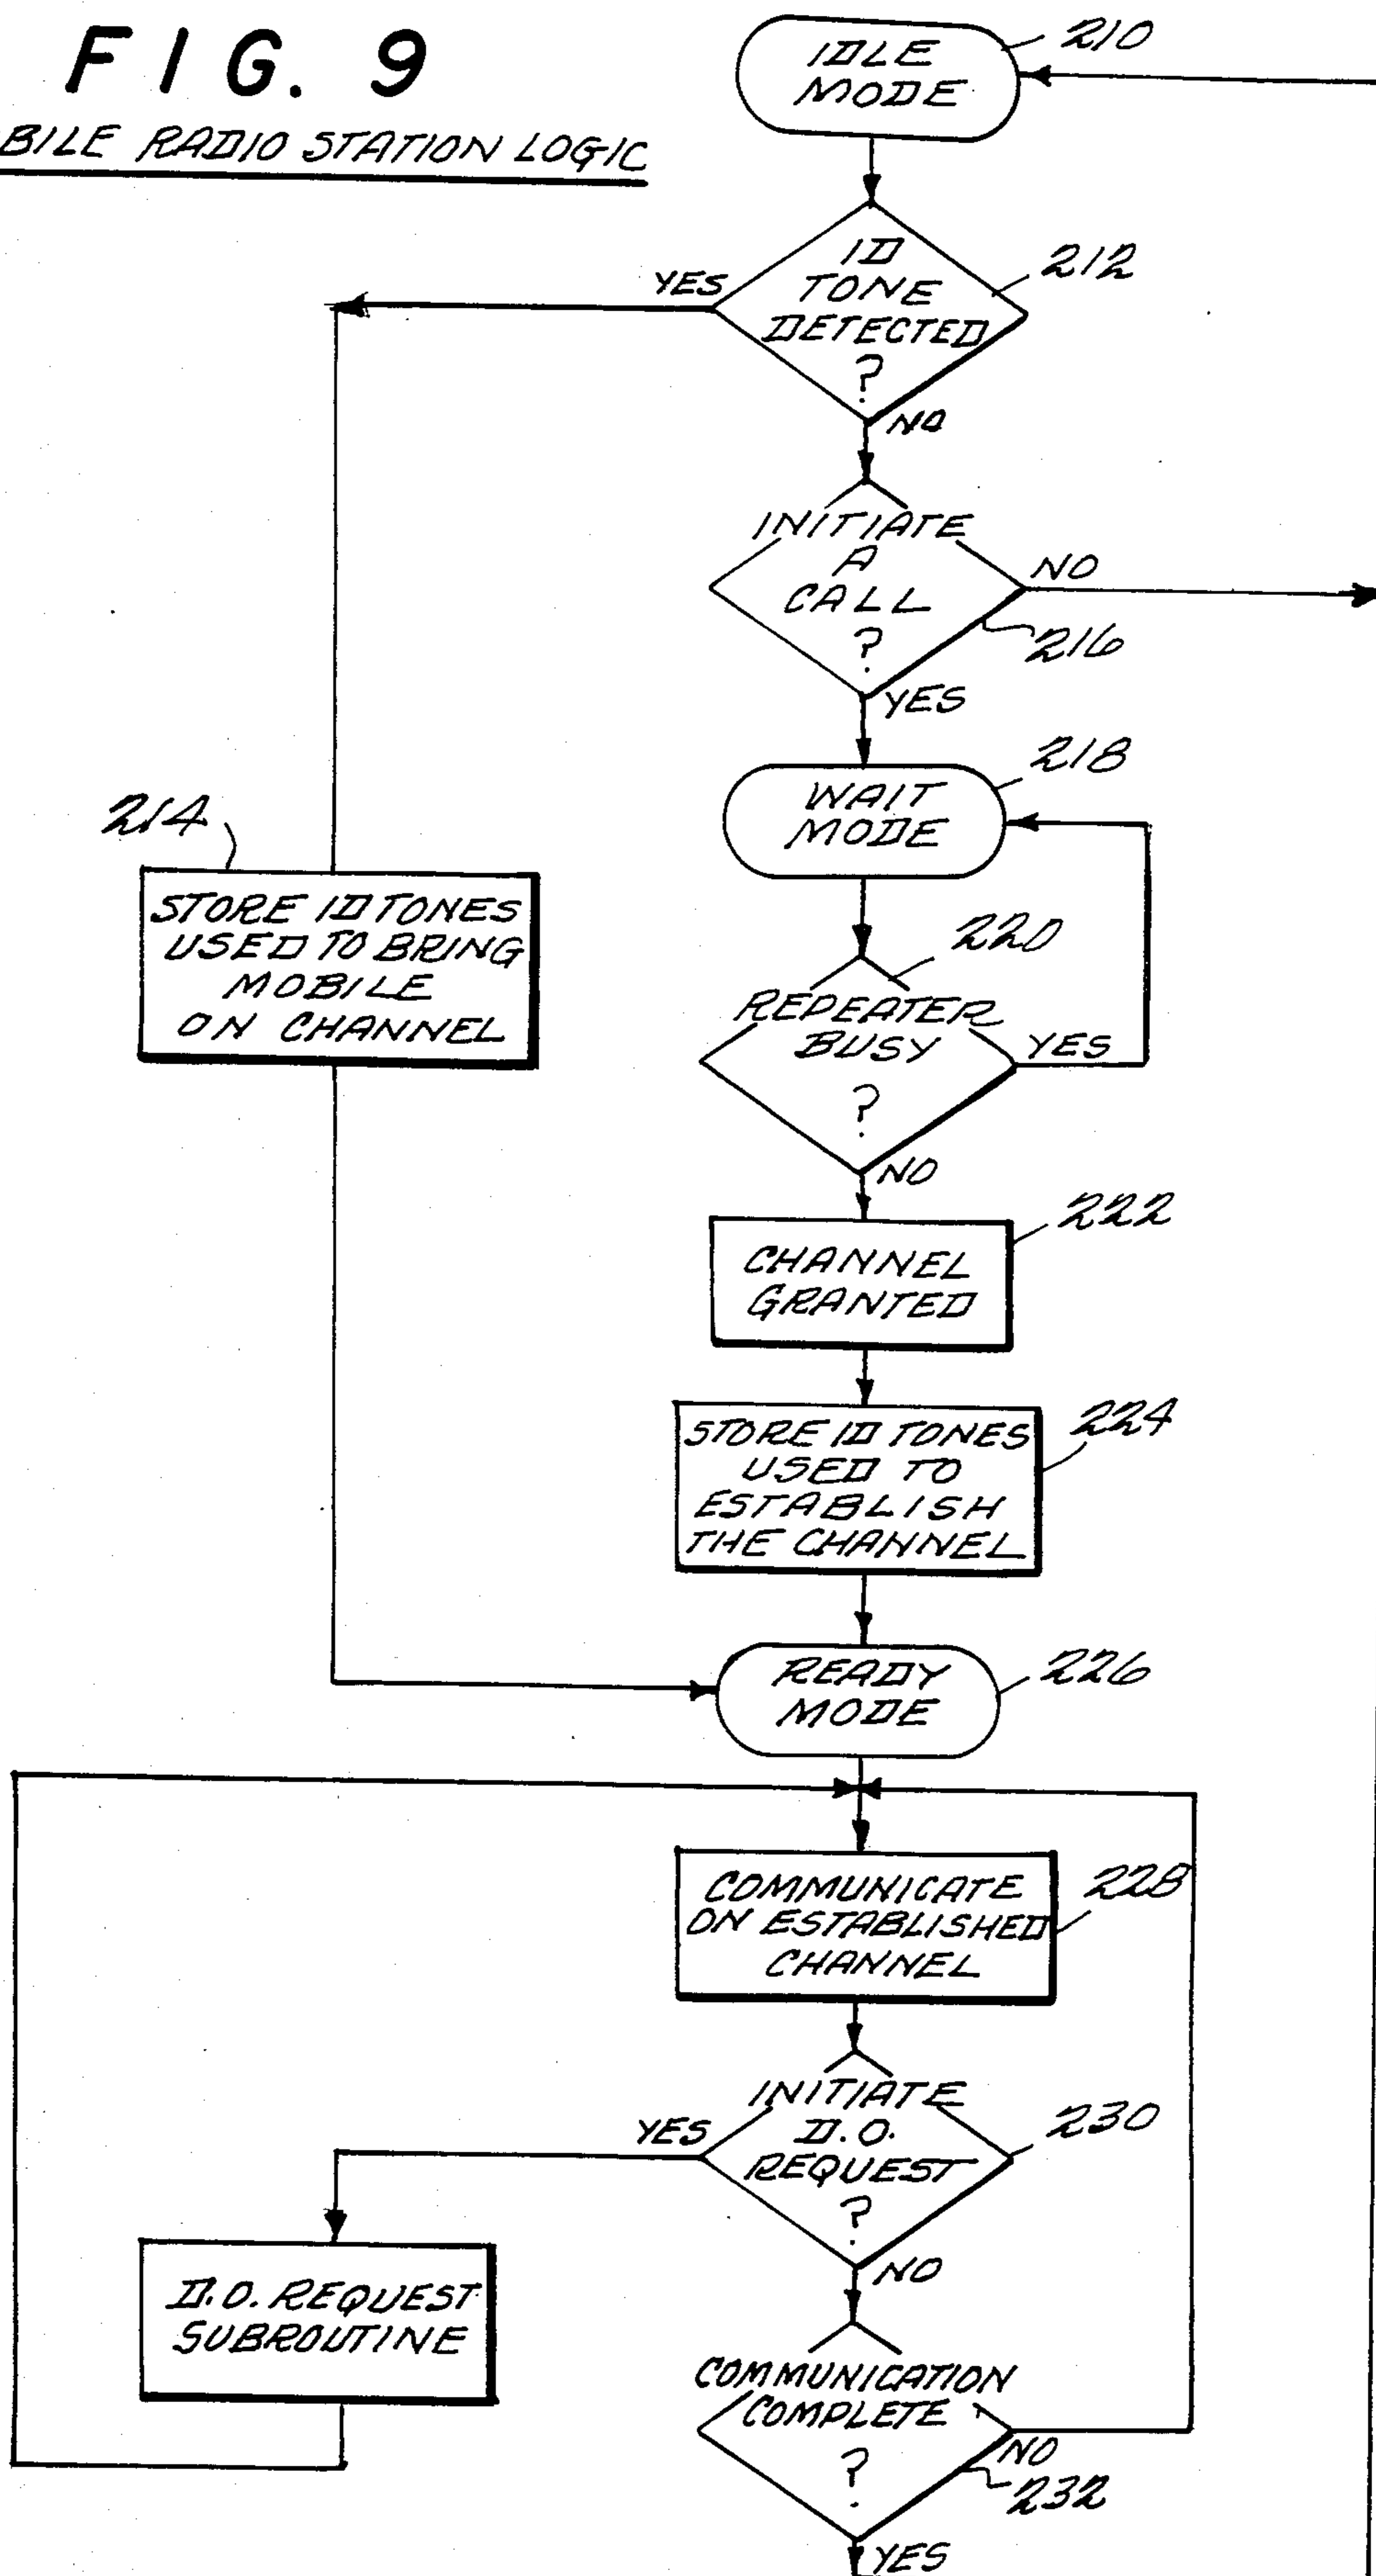 FIG. 9
BILE RADIO STATION LOGIC
IDLE
MODE
210
ID
TONE
DETECTED
?
212
YES
NO
INITIATE
A
CALL
?
NO
216
YES
WAIT
MODE
218
214
STORE ID TONES
USED TO BRING
MOBILE
ON CHANNEL
220
REPEATER
BUSY
?
YES
NO
CHANNEL
GRANTED
222
STORE ID TONES
USED TO
ESTABLISH
THE CHANNEL
224
READY
MODE
226
COMMUNICATE
ON ESTABLISHED
CHANNEL
228
INITIATE
D.O.
REQUEST
?
230
YES
NO
D.O. REQUEST
SUBROUTINE
COMMUNICATION
COMPLETE
?
NO
232
YES